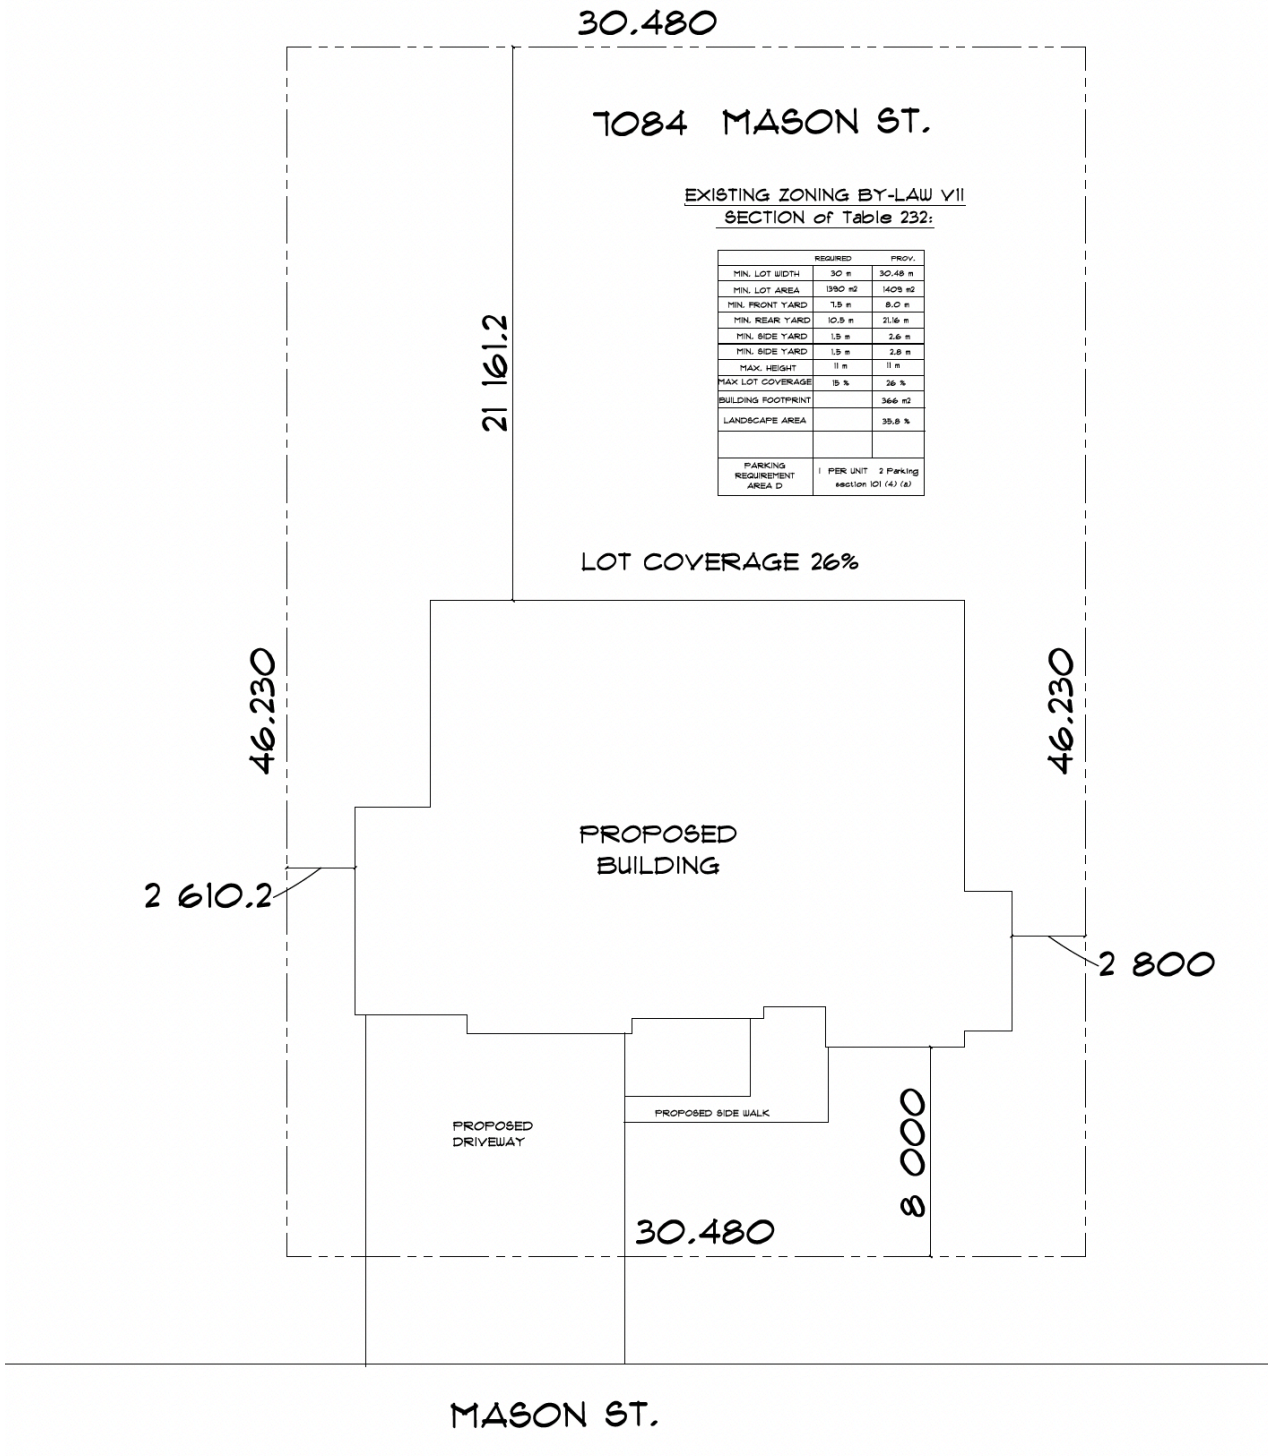 30.480
7084 MASON ST.
EXISTING ZONING BY-LAW V11
SECTION of Table 232:
REQUIRED PROV.
MIN. LOT WIDTH 30 m 30.48 m
MIN. LOT AREA 1390 m2 1409 m2
MIN. FRONT YARD 7.5 m 8.0 m
MIN. REAR YARD 10.5 m 21.16 m
MIN. SIDE YARD 1.5 m 2.6 m
MIN. SIDE YARD 1.5 m 2.8 m
MAX. HEIGHT 11 m 11 m
MAX LOT COVERAGE 15 % 26 %
BUILDING FOOTPRINT 366 m2
LANDSCAPE AREA 35.8 %
PARKING
REQUIREMENT
AREA D
1 PER UNIT 2 Parking
section 101 (4) (a)
21 161.2
LOT COVERAGE 26%
46.230
46.230
PROPOSED
BUILDING
2 610.2
2 800
PROPOSED SIDE WALK
PROPOSED
DRIVEWAY
8 000
30.480
MASON ST.